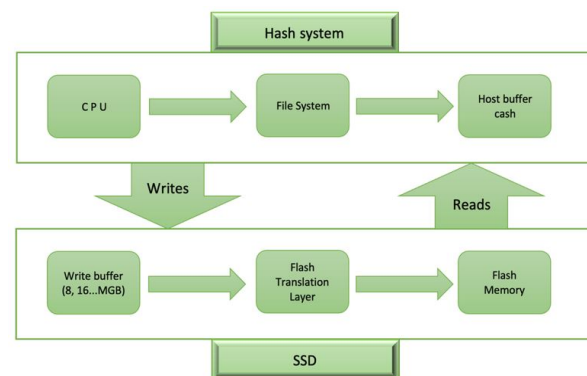 Hash system
C P U
File System
Host buffer
cash
Writes
Reads
Write buffer
(8, 16...MGB)
Flash
Translation
Layer
Flash
Memory
SSD